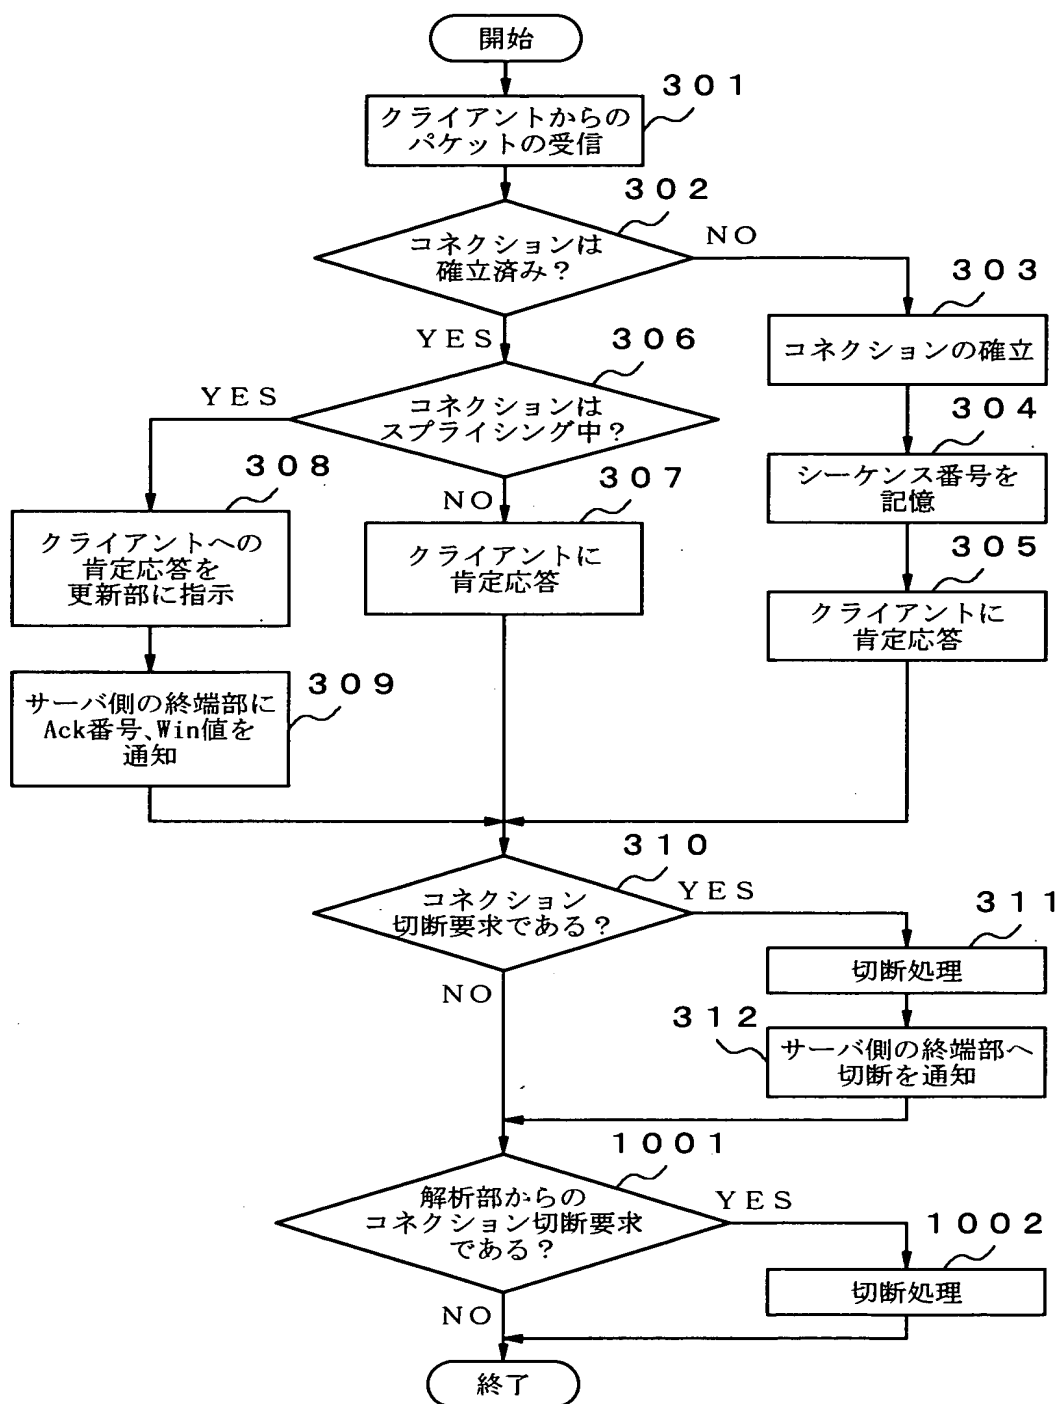 開始
301
クライアントからの
パケットの受信
302
コネクションは
確立済み?
NO
YES
303
コネクションの確立
304
シーケンス番号を
記憶
305
クライアントに
肯定応答
306
コネクションは
スプライシング中?
YES
NO
307
クライアントに
肯定応答
308
クライアントへの
肯定応答を
更新部に指示
309
サーバ側の終端部に
Ack番号、Win値を
通知
310
コネクション
切断要求である?
YES
NO
311
切断処理
312
サーバ側の終端部へ
切断を通知
1001
解析部からの
コネクション切断要求
である?
YES
NO
1002
切断処理
終了